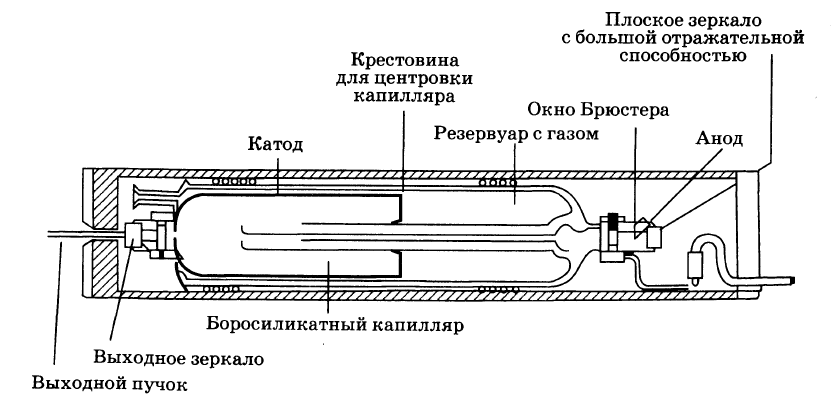 Плоское зеркало
с большой отражательной
способностью
Крестовина
для центровки
капилляра
Окно Брюстера
Резервуар с газом
Анод
Катод
Боросиликатный капилляр
Выходное зеркало
Выходной пучок